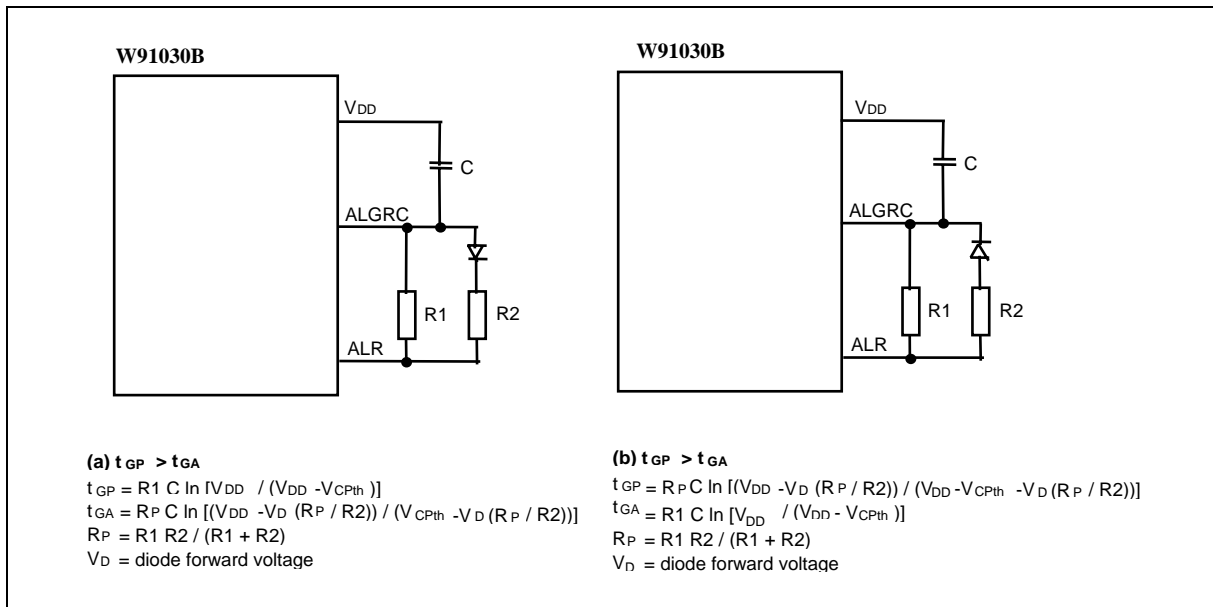 W91030B
VDD
C
ALGRC
R1
R2
ALR
(a) tGP > tGA
tGP = R1 C ln [VDD / (VDD -VCPth )]
tGA = RP C ln [(VDD -VD (RP / R2)) / (VCPth -VD (RP / R2))]
RP = R1 R2 / (R1 + R2)
VD = diode forward voltage
W91030B
VDD
C
ALGRC
R1
R2
ALR
(b) tGP > tGA
tGP = RP C ln [(VDD -VD (RP / R2)) / (VDD -VCPth -VD (RP / R2))]
tGA = R1 C ln [VDD / (VDD - VCPth )]
RP = R1 R2 / (R1 + R2)
VD = diode forward voltage